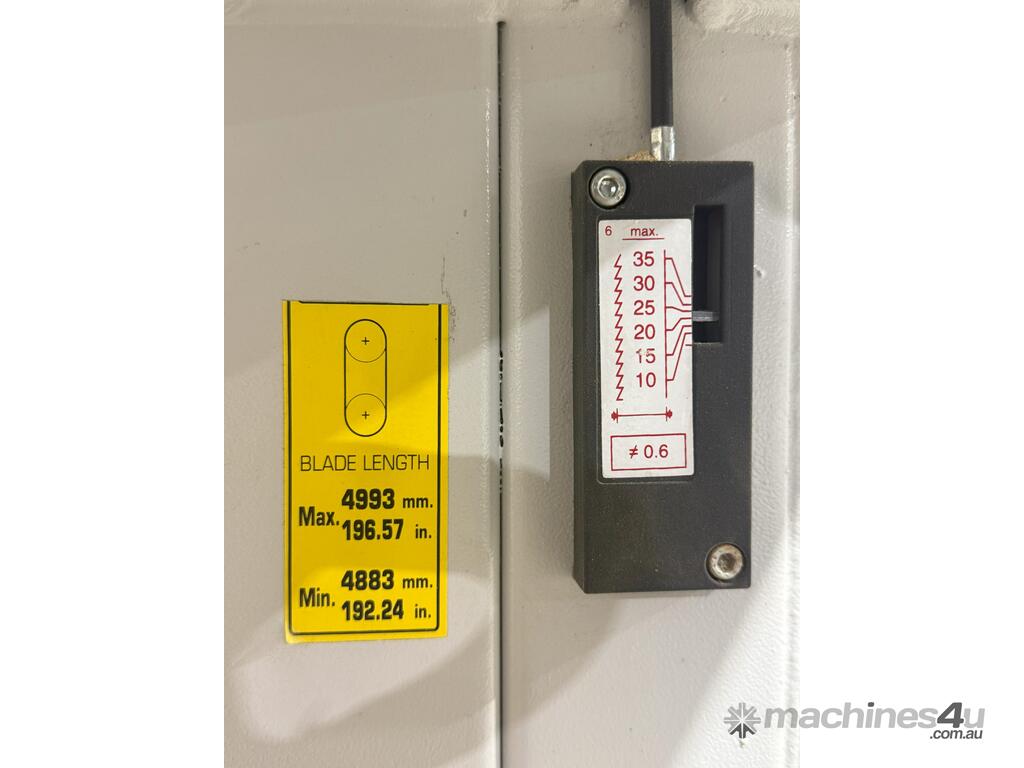 BLADE LENGTH
Max. 4993 mm.
196.57 in.
Min. 4883 mm.
192.24 in.
6 max.
35
30
25
20
15
10
≠ 0.6
machines4u
.com.au